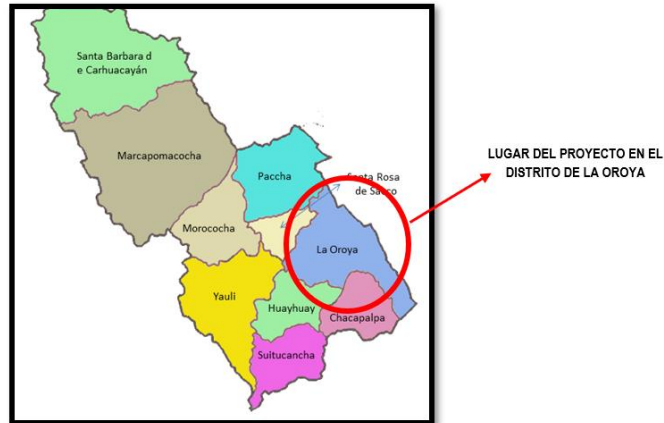 Santa Barbara d
e Carhuacayán
Marcapomacocha
Paccha
Santa Rosa
de Sacco
Morococha
La Oroya
Yauli
Huayhuay
Chacapalpa
Suitucancha
LUGAR DEL PROYECTO EN EL
DISTRITO DE LA OROYA